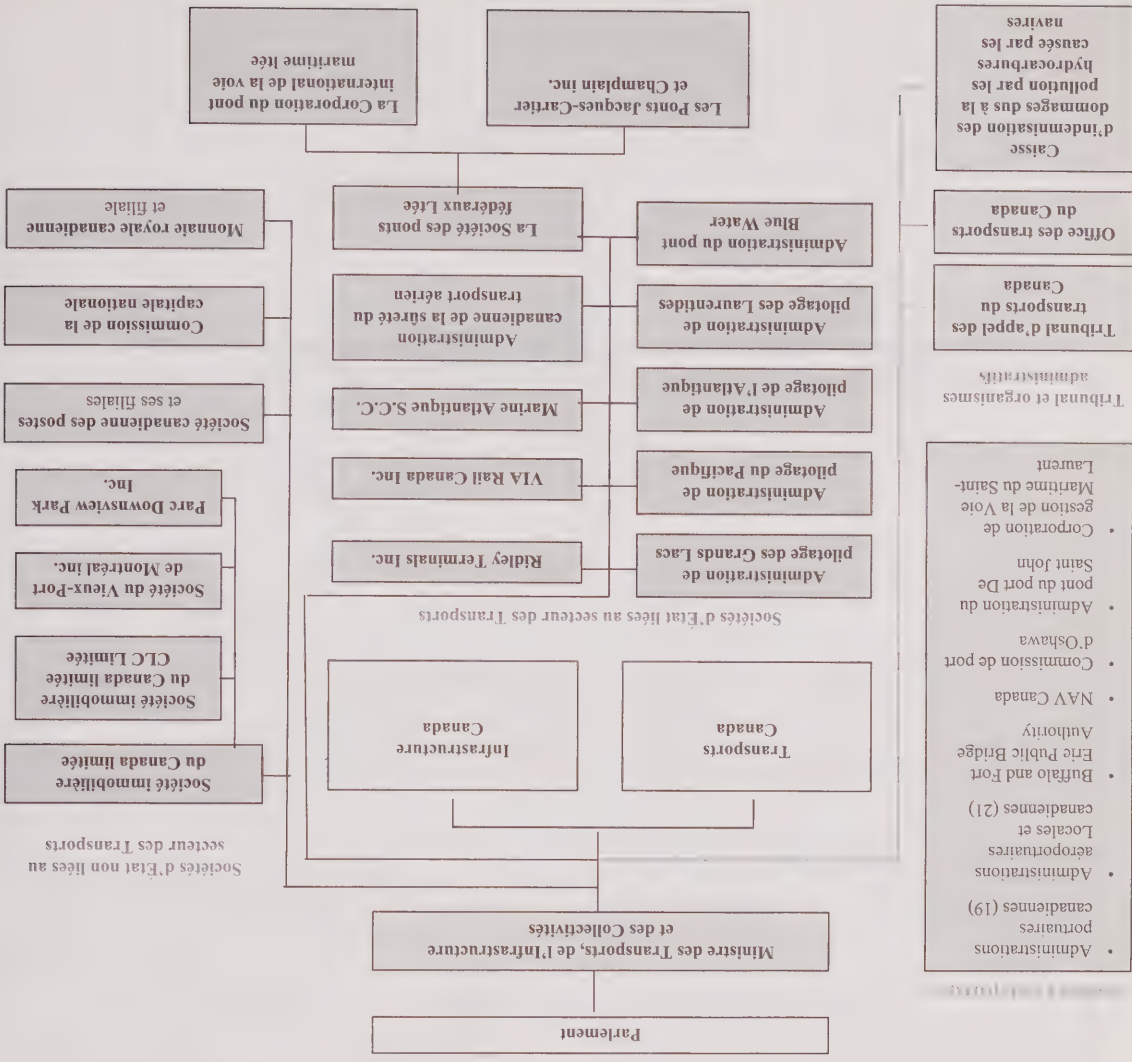 Parlement
Ministre des Transports, de l'Infrastructure
et des Collectivités
• Administrations
portuaires
canadiennes (19)
• Administrations
aéroportuaires
Locales et
canadiennes (21)
• Buffalo and Fort
Eric Public Bridge
Authority
• NAV Canada
• Commission de port
d'Oshawa
• Administration du
pont du port De
Saint John
• Corporation de
gestion de la Voie
Maritime du Saint-
Laurent
Tribunal et organismes
administratifs
Tribunal d'appel des
transports du
Canada
Office des transports
du Canada
Caisse
d'indemnisation des
dommages dus à la
pollution par les
hydrocarbures
causée par les
navires
Transports
Canada
Infrastructure
Canada
Sociétés d'État liées au secteur des Transports
Administration de
pilotage des Grands Lacs
Administration de
pilotage du Pacifique
Administration de
pilotage de l'Atlantique
Administration de
pilotage des Laurentides
Administration du pont
Blue Water
Ridley Terminals Inc.
VIA Rail Canada Inc.
Marine Atlantique S.C.C.
Administration
canadienne de la sûreté du
transport aérien
La Société des ponts
fédéraux Ltée
Les Ponts Jacques-Cartier
et Champlain inc.
La Corporation du pont
international de la voie
maritime ltée
Sociétés d'État non liées au
secteur des Transports
Société immobilière
du Canada limitée
Société immobilière
du Canada limitée
CLC Limitée
Société du Vieux-Port
de Montréal inc.
Parc Downsview Park
Inc.
Société canadienne des postes
et ses filiales
Commission de la
capitale nationale
Monnaie royale canadienne
et filiale